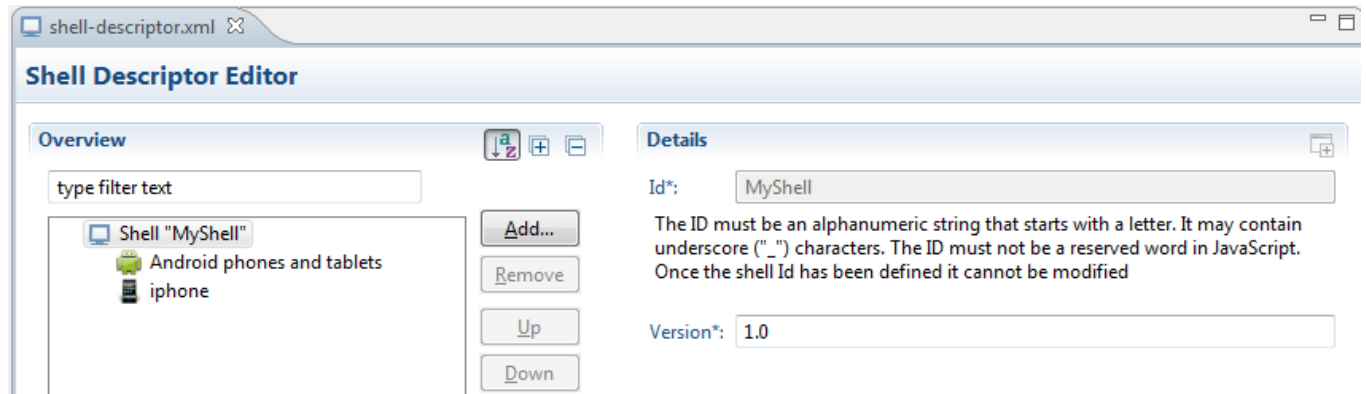 shell-descriptor.xml
Shell Descriptor Editor
Overview
type filter text
Shell "MyShell"
Android phones and tablets
iphone
Add...
Remove
Up
Down
Details
Id*: MyShell
The ID must be an alphanumeric string that starts with a letter. It may contain
underscore ("_") characters. The ID must not be a reserved word in JavaScript.
Once the shell Id has been defined it cannot be modified
Version*: 1.0